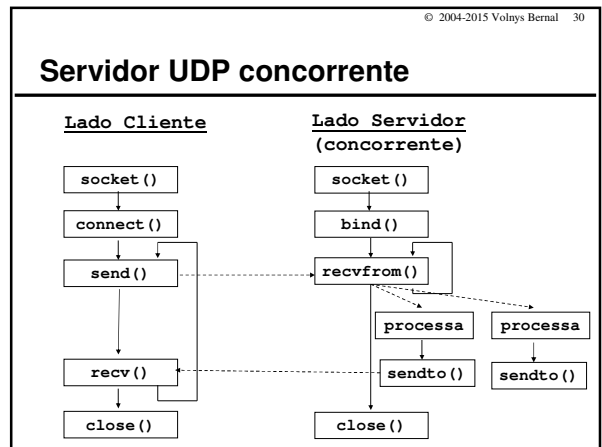 © 2004-2015 Volnys Bernal 30
Servidor UDP concorrente
Lado Cliente
Lado Servidor
(concorrente)
socket()
socket()
connect()
bind()
send()
recvfrom()
processa
processa
recv()
sendto()
sendto()
close()
close()